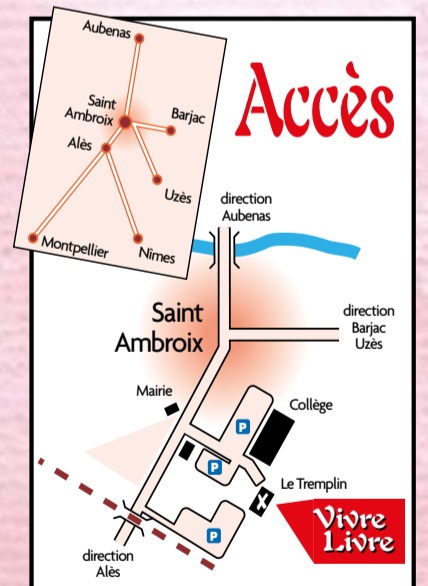 Accès
Aubenas
Saint
Ambroix
Barjac
Alès
Uzès
Montpellier
Nimes
direction
Aubenas
Saint
Ambroix
direction
Barjac
Uzès
Mairie
P
Collège
P
Le Tremplin
Vivre
Livre
P
direction
Alès